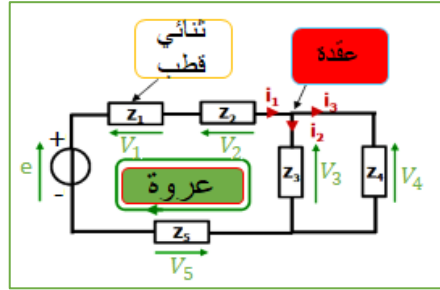 ثنائي
قطب
عقدة
i₁
i₃
i₂
z₁
z₂
V₁
V₂
+
e
-
عروة
z₃
V₃
z₄
V₄
z₅
V₅